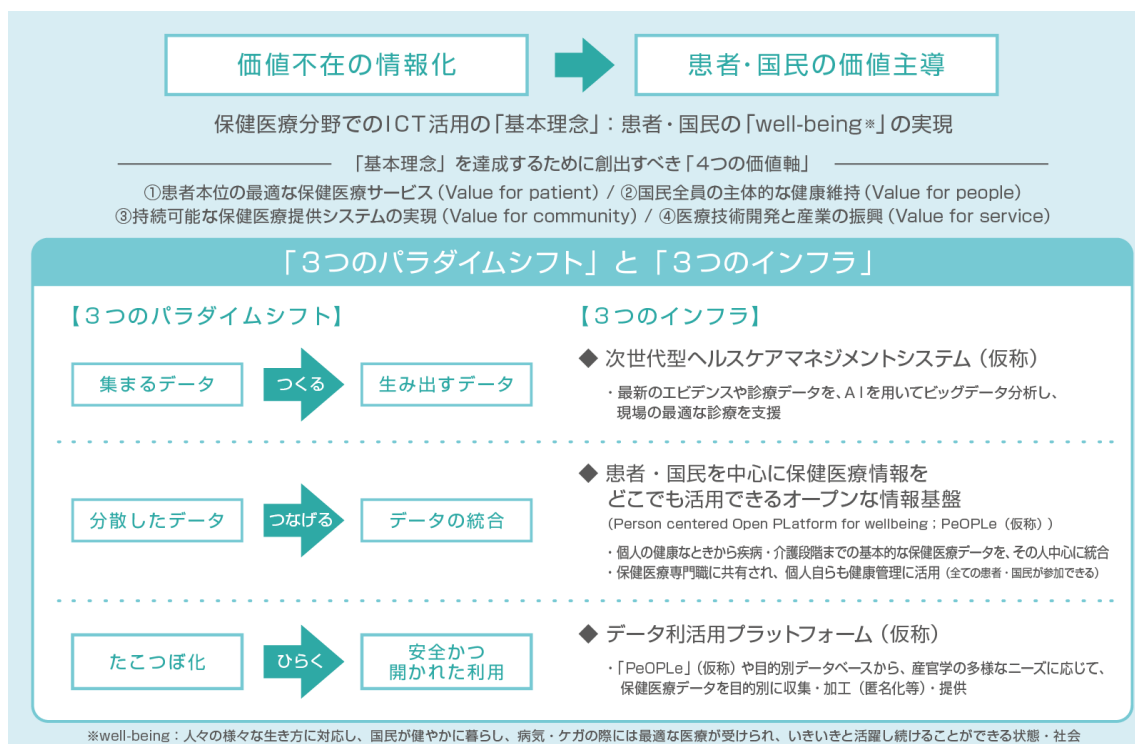 価値不在の情報化
患者・国民の価値主導
保健医療分野でのICT活用の「基本理念」:患者・国民の「well-being※」の実現
「基本理念」を達成するために創出すべき「4つの価値軸」
①患者本位の最適な保健医療サービス(Value for patient) / ②国民全員の主体的な健康維持(Value for people)
③持続可能な保健医療提供システムの実現(Value for community) / ④医療技術開発と産業の振興(Value for service)
「3つのパラダイムシフト」と「3つのインフラ」
【3つのパラダイムシフト】
【3つのインフラ】
集まるデータ
つくる
生み出すデータ
◆ 次世代型ヘルスケアマネジメントシステム(仮称)
・最新のエビデンスや診療データを、AIを用いてビッグデータ分析し、
現場の最適な診療を支援
分散したデータ
つなげる
データの統合
◆ 患者・国民を中心に保健医療情報を
どこでも活用できるオープンな情報基盤
(Person centered Open PLatform for wellbeing;PeOPLe(仮称))
・個人の健康なときから疾病・介護段階までの基本的な保健医療データを、その人中心に統合
・保健医療専門職に共有され、個人自らも健康管理に活用(全ての患者・国民が参加できる)
たこつぼ化
ひらく
安全かつ
開かれた利用
◆ データ利活用プラットフォーム(仮称)
・「PeOPLe」(仮称)や目的別データベースから、産官学の多様なニーズに応じて、
保健医療データを目的別に収集・加工(匿名化等)・提供
※well-being:人々の様々な生き方に対応し、国民が健やかに暮らし、病気・ケガの際には最適な医療が受けられ、いきいきと活躍し続けることができる状態・社会